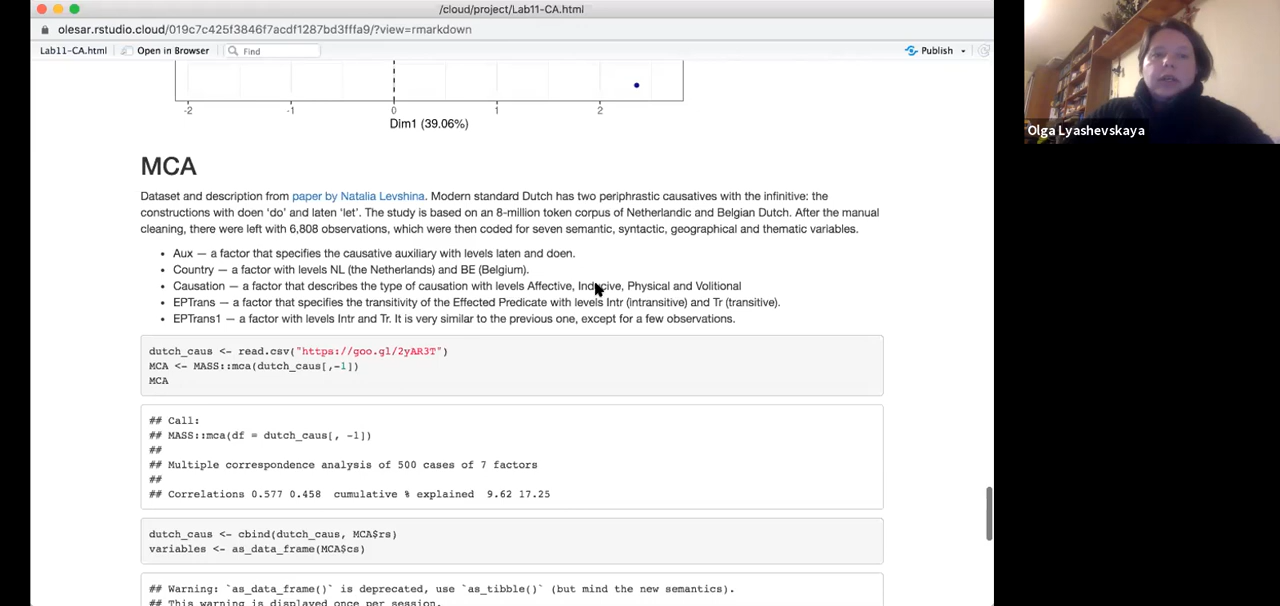 /cloud/project/Lab11-CA.html
olesar.rstudio.cloud/019c7c425f3846f7acdf1287bd3fffa9/?view=rmarkdown
Lab11-CA.html Open in Browser Find Publish
-2 -1 0 1 2
Dim1 (39.06%)
MCA
Dataset and description from paper by Natalia Levshina. Modern standard Dutch has two periphrastic causatives with the infinitive: the
constructions with doen ‘do’ and laten ‘let’. The study is based on an 8-million token corpus of Netherlandic and Belgian Dutch. After the manual
cleaning, there were left with 6,808 observations, which were then coded for seven semantic, syntactic, geographical and thematic variables.
• Aux — a factor that specifies the causative auxiliary with levels laten and doen.
• Country — a factor with levels NL (the Netherlands) and BE (Belgium).
• Causation — a factor that describes the type of causation with levels Affective, Inducive, Physical and Volitional
• EPTrans — a factor that specifies the transitivity of the Effected Predicate with levels Intr (intransitive) and Tr (transitive).
• EPTrans1 — a factor with levels Intr and Tr. It is very similar to the previous one, except for a few observations.
dutch_caus <- read.csv("https://goo.gl/2yAR3T")
MCA <- MASS::mca(dutch_caus[,-1])
MCA
## Call:
## MASS::mca(df = dutch_caus[, -1])
##
## Multiple correspondence analysis of 500 cases of 7 factors
##
## Correlations 0.577 0.458 cumulative % explained 9.62 17.25
dutch_caus <- cbind(dutch_caus, MCA$rs)
variables <- as_data_frame(MCA$cs)
## Warning: `as_data_frame()` is deprecated, use `as_tibble()` (but mind the new semantics).
## This warning is displayed once per session.
Olga Lyashevskaya